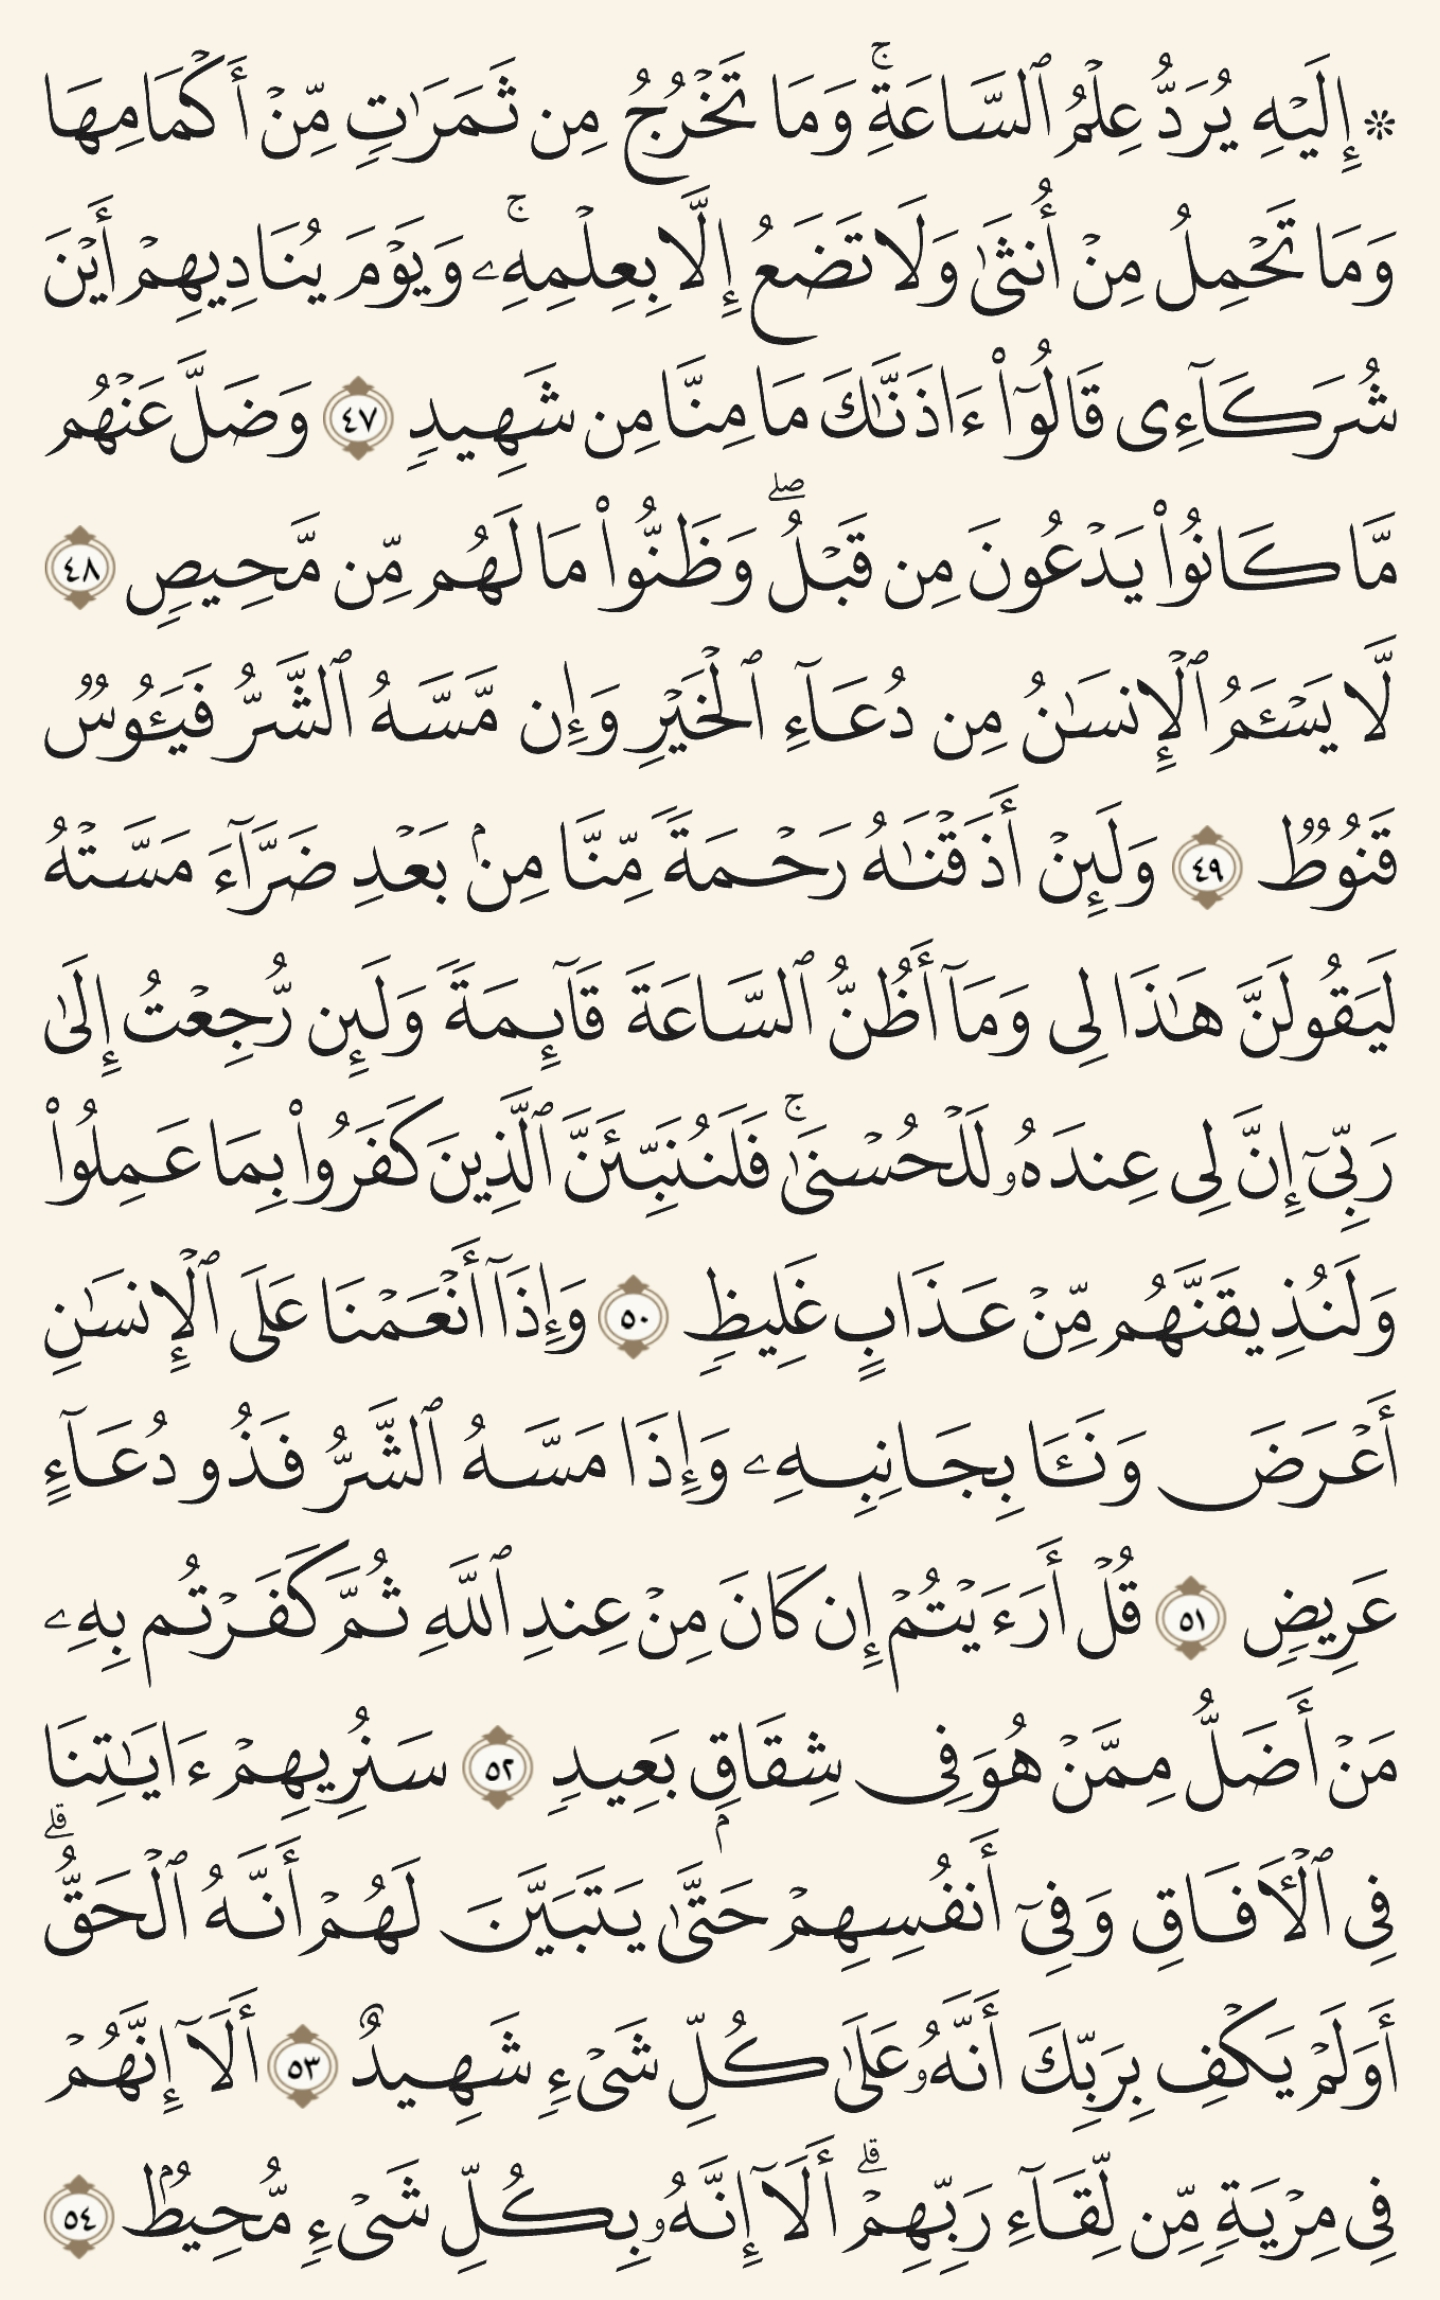 ۞ إِلَيۡهِ يُرَدُّ عِلۡمُ ٱلسَّاعَةِۚ وَمَا تَخۡرُجُ مِن ثَمَرَٰتٖ مِّنۡ أَكۡمَامِهَا
وَمَا تَحۡمِلُ مِنۡ أُنثَىٰ وَلَا تَضَعُ إِلَّا بِعِلۡمِهِۦۚ وَيَوۡمَ يُنَادِيهِمۡ أَيۡنَ
شُرَكَآءِي قَالُوٓاْ ءَاذَنَّٰكَ مَا مِنَّا مِن شَهِيدٖ ٤٧ وَضَلَّ عَنۡهُم
مَّا كَانُواْ يَدۡعُونَ مِن قَبۡلُۖ وَظَنُّواْ مَا لَهُم مِّن مَّحِيصٖ ٤٨
لَّا يَسۡـَٔمُ ٱلۡإِنسَٰنُ مِن دُعَآءِ ٱلۡخَيۡرِ وَإِن مَّسَّهُ ٱلشَّرُّ فَيَـُٔوسٞ
قَنُوطٞ ٤٩ وَلَئِنۡ أَذَقۡنَٰهُ رَحۡمَةٗ مِّنَّا مِنۢ بَعۡدِ ضَرَّآءَ مَسَّتۡهُ
لَيَقُولَنَّ هَٰذَا لِي وَمَآ أَظُنُّ ٱلسَّاعَةَ قَآئِمَةٗ وَلَئِن رُّجِعۡتُ إِلَىٰ
رَبِّيٓ إِنَّ لِي عِندَهُۥ لَلۡحُسۡنَىٰۚ فَلَنُنَبِّئَنَّ ٱلَّذِينَ كَفَرُواْ بِمَا عَمِلُواْ
وَلَنُذِيقَنَّهُم مِّنۡ عَذَابٍ غَلِيظٖ ٥٠ وَإِذَآ أَنۡعَمۡنَا عَلَى ٱلۡإِنسَٰنِ
أَعۡرَضَ وَنَـَٔا بِجَانِبِهِۦ وَإِذَا مَسَّهُ ٱلشَّرُّ فَذُو دُعَآءٍ
عَرِيضٖ ٥١ قُلۡ أَرَءَيۡتُمۡ إِن كَانَ مِنۡ عِندِ ٱللَّهِ ثُمَّ كَفَرۡتُم بِهِۦ
مَنۡ أَضَلُّ مِمَّنۡ هُوَ فِي شِقَاقِۭ بَعِيدٖ ٥٢ سَنُرِيهِمۡ ءَايَٰتِنَا
فِي ٱلۡأٓفَاقِ وَفِيٓ أَنفُسِهِمۡ حَتَّىٰ يَتَبَيَّنَ لَهُمۡ أَنَّهُ ٱلۡحَقُّۗ
أَوَلَمۡ يَكۡفِ بِرَبِّكَ أَنَّهُۥ عَلَىٰ كُلِّ شَيۡءٖ شَهِيدٌ ٥٣ أَلَآ إِنَّهُمۡ
فِي مِرۡيَةٖ مِّن لِّقَآءِ رَبِّهِمۡۗ أَلَآ إِنَّهُۥ بِكُلِّ شَيۡءٖ مُّحِيطُۢ ٥٤